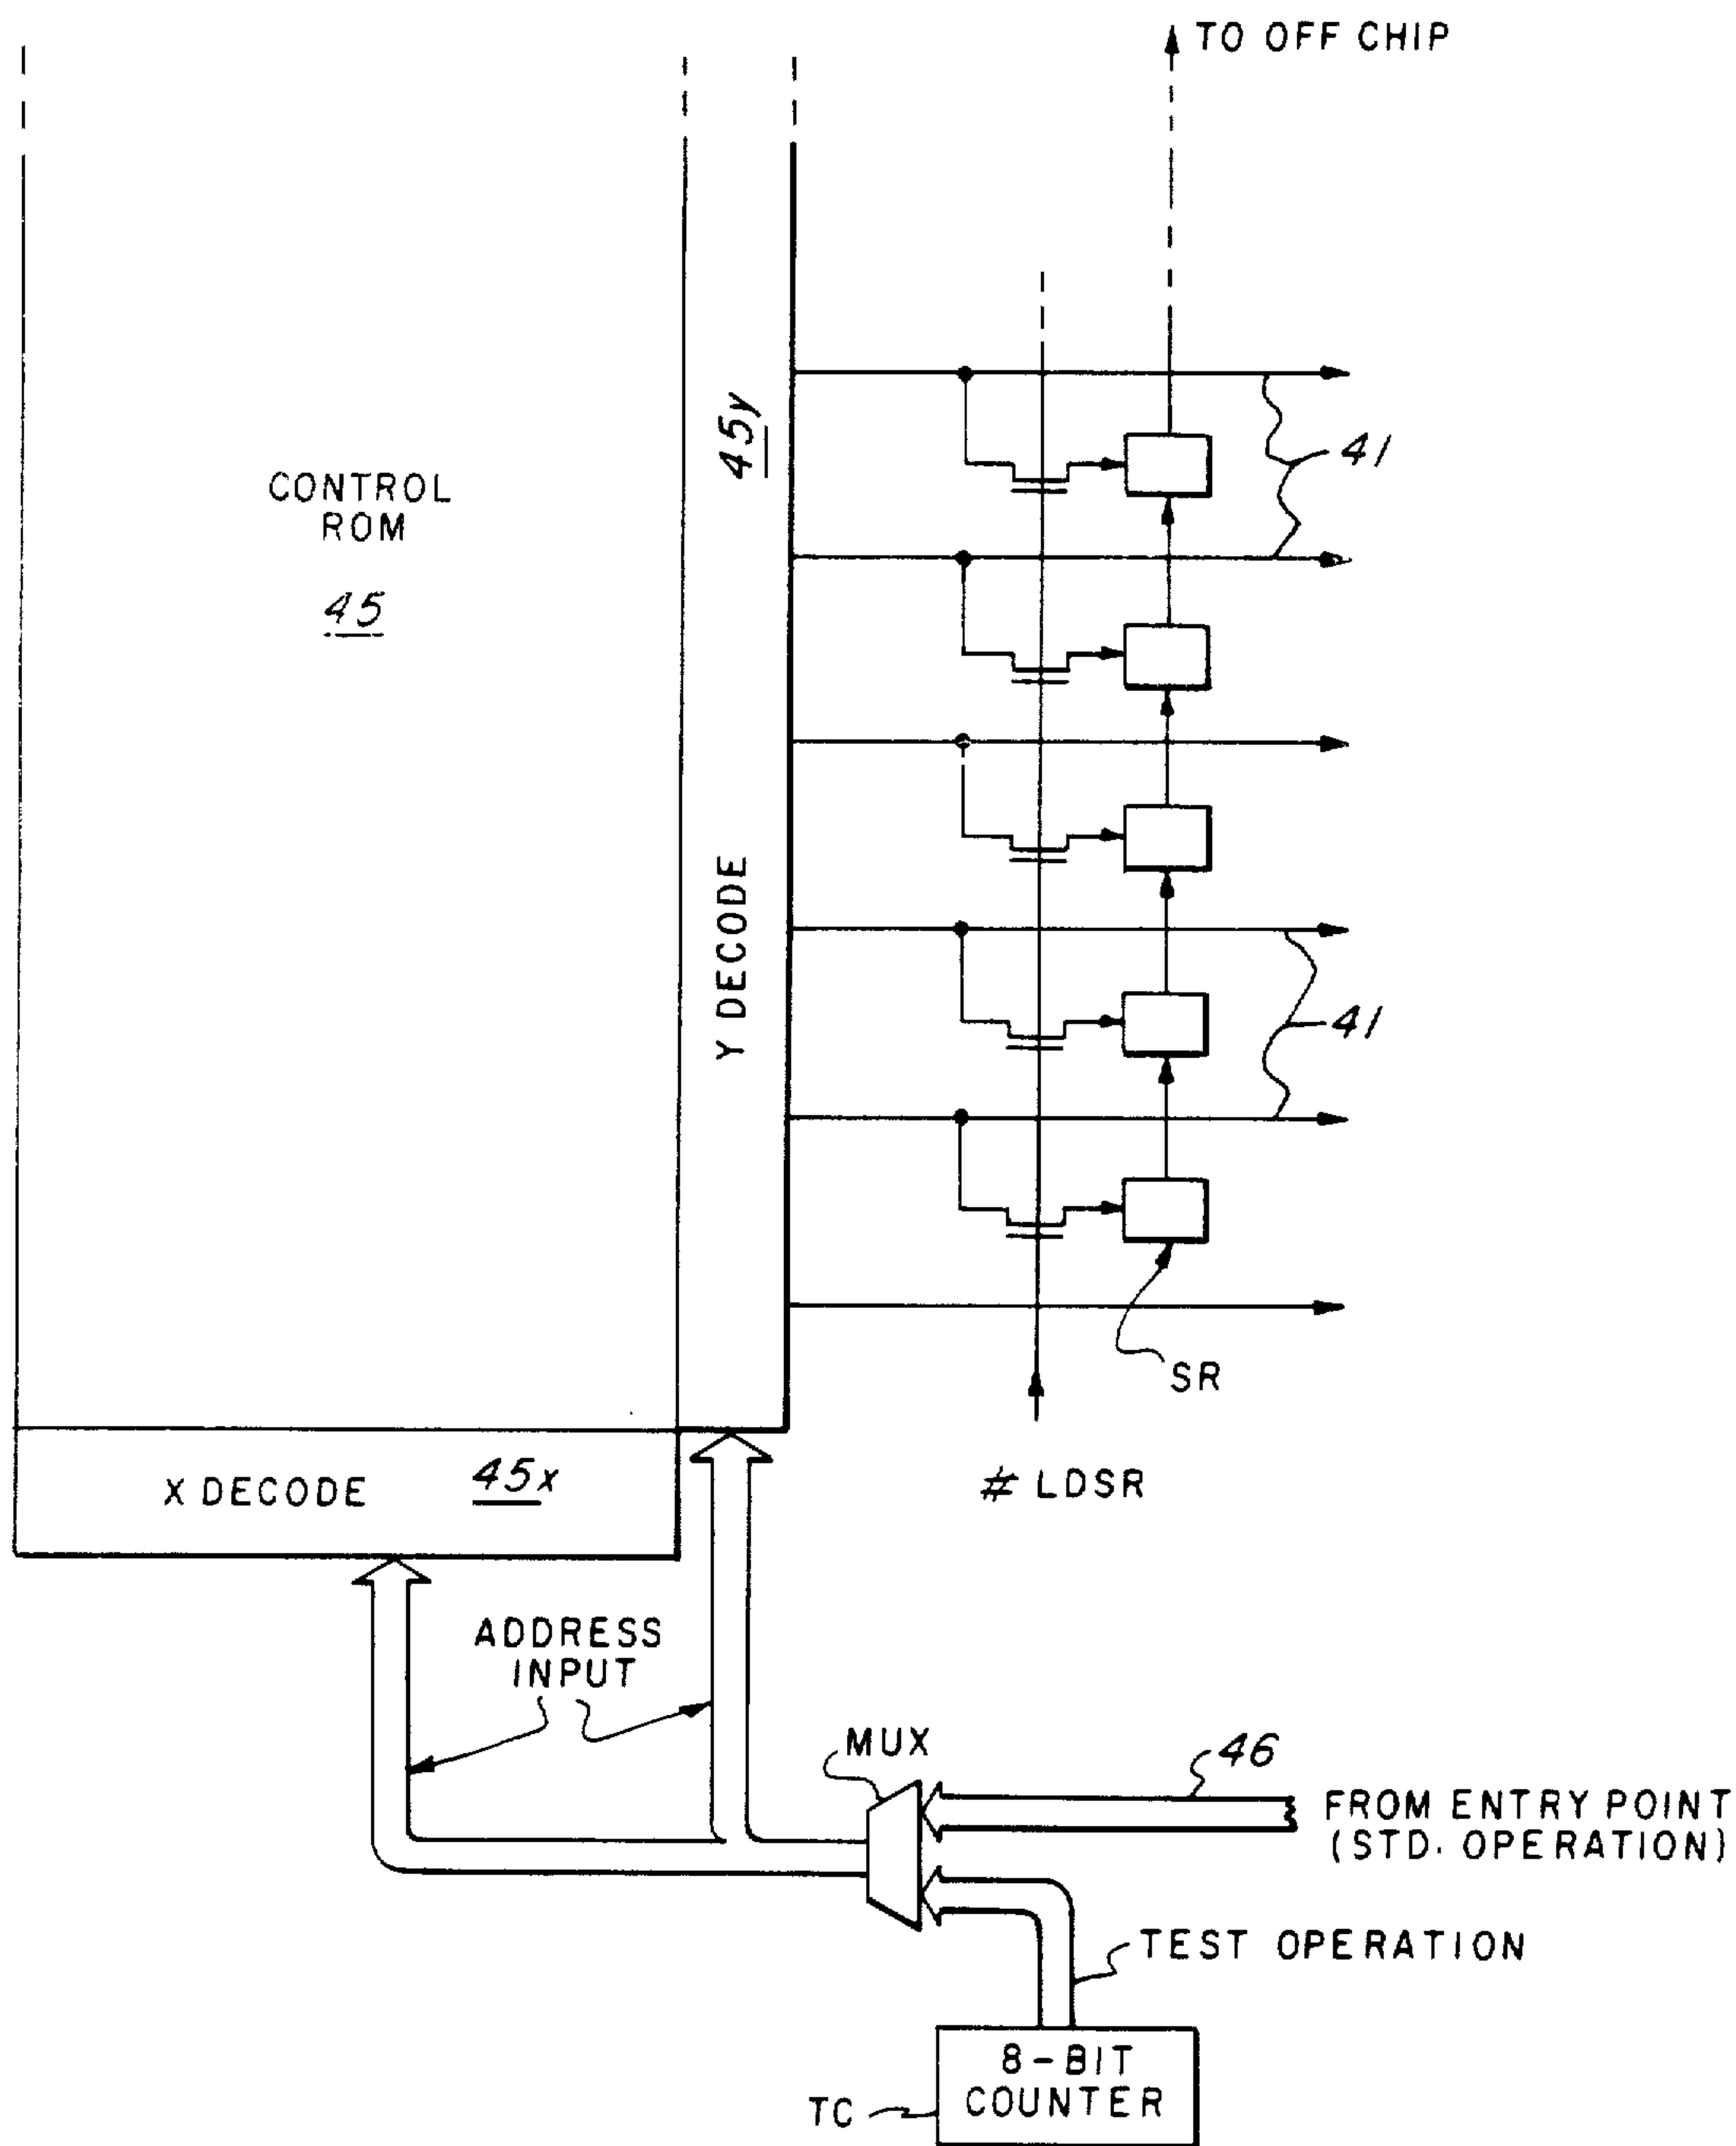 TO OFF CHIP
CONTROL
ROM
45
45y
Y DECODE
41
41
SR
X DECODE 45x
# LDSR
ADDRESS
INPUT
MUX
46
FROM ENTRY POINT
(STD. OPERATION)
TEST OPERATION
8-BIT
COUNTER
TC